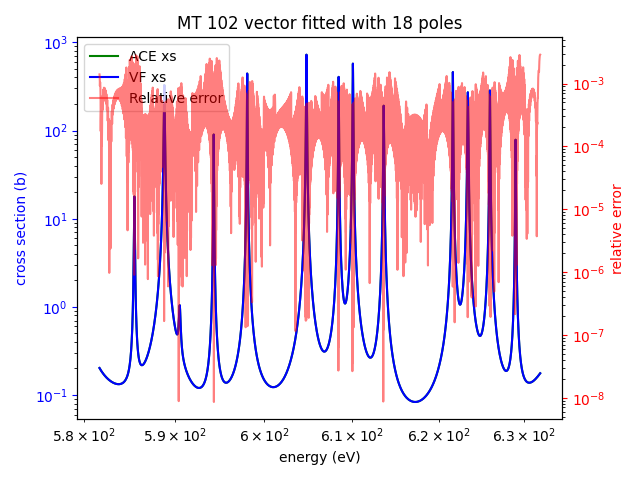 MT 102 vector fitted with 18 poles
ACE xs
VF xs
Relative error
10³
10²
10¹
10⁰
10⁻¹
cross section (b)
10⁻³
10⁻⁴
10⁻⁵
10⁻⁶
10⁻⁷
10⁻⁸
relative error
5.8 × 10² 5.9 × 10² 6 × 10² 6.1 × 10² 6.2 × 10² 6.3 × 10²
energy (eV)